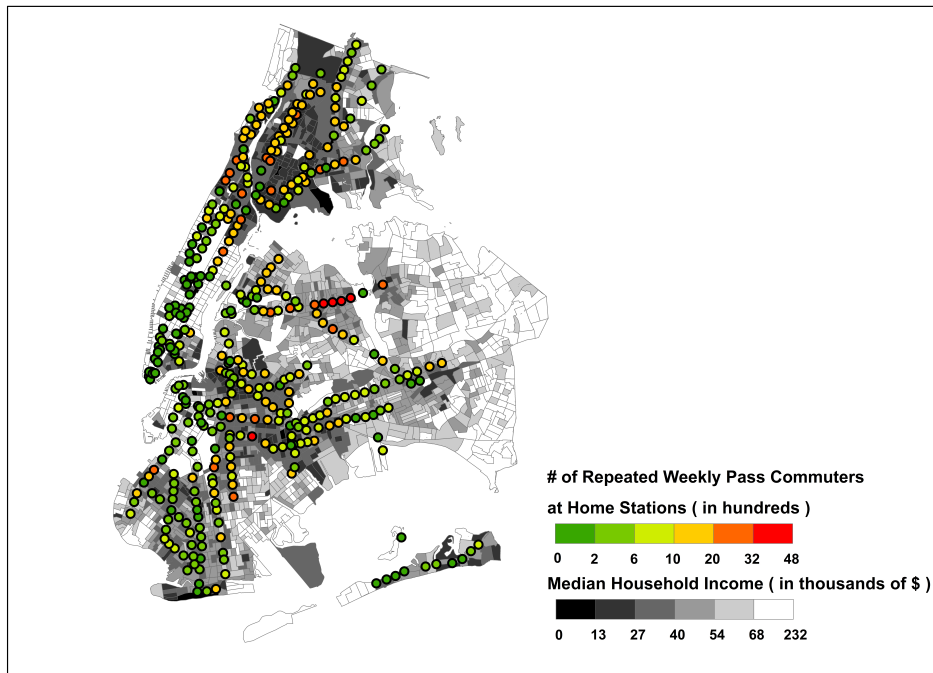 # of Repeated Weekly Pass Commuters
at Home Stations ( in hundreds )
0 2 6 10 20 32 48
Median Household Income ( in thousands of $ )
0 13 27 40 54 68 232